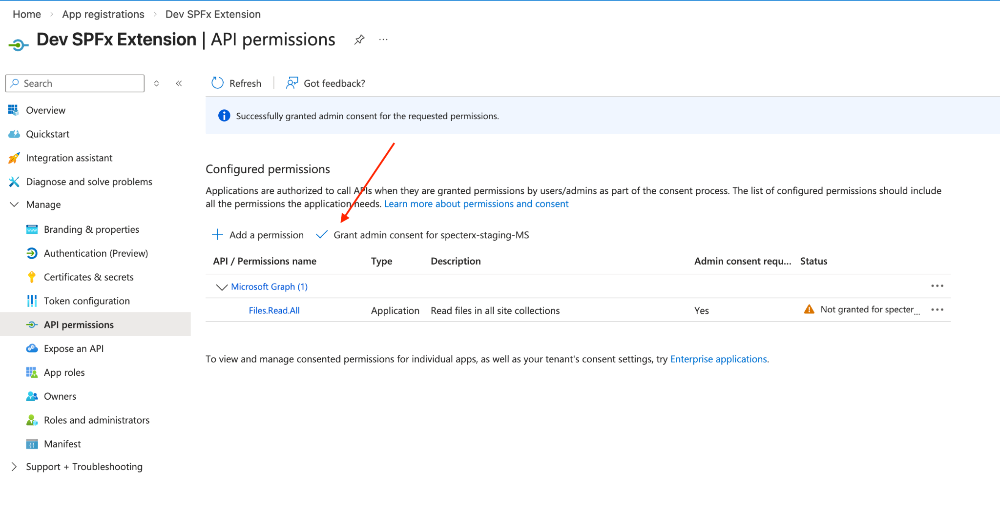 Home > App registrations > Dev SPFx Extension
Dev SPFx Extension | API permissions
Search
Overview
Quickstart
Integration assistant
Diagnose and solve problems
Manage
Branding & properties
Authentication (Preview)
Certificates & secrets
Token configuration
API permissions
Expose an API
App roles
Owners
Roles and administrators
Manifest
Support + Troubleshooting
Refresh
Got feedback?
Successfully granted admin consent for the requested permissions.
Configured permissions
Applications are authorized to call APIs when they are granted permissions by users/admins as part of the consent process. The list of configured permissions should include
all the permissions the application needs. Learn more about permissions and consent
Add a permission
Grant admin consent for specterx-staging-MS
API / Permissions name Type Description Admin consent requ... Status
Microsoft Graph (1)
Files.Read.All Application Read files in all site collections Yes Not granted for specter...
To view and manage consented permissions for individual apps, as well as your tenant's consent settings, try Enterprise applications.